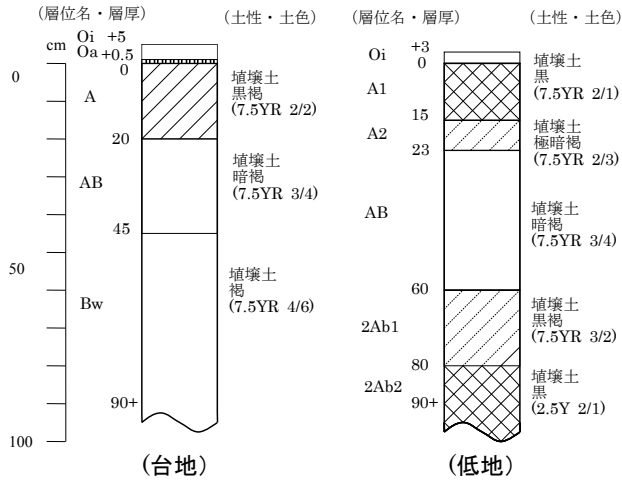 (層位名・層厚)
(土性・土色)
cm
Oi +5
Oa +0.5
0
0
A
埴壌土
黒褐
(7.5YR 2/2)
20
AB
埴壌土
暗褐
(7.5YR 3/4)
45
50
Bw
埴壌土
褐
(7.5YR 4/6)
90+
100
(台地)
(層位名・層厚)
(土性・土色)
Oi
+3
0
A1
埴壌土
黒
(7.5YR 2/1)
15
A2
埴壌土
極暗褐
(7.5YR 2/3)
23
AB
埴壌土
暗褐
(7.5YR 3/4)
60
2Ab1
埴壌土
黒褐
(7.5YR 3/2)
80
2Ab2
埴壌土
黒
(2.5Y 2/1)
90+
(低地)